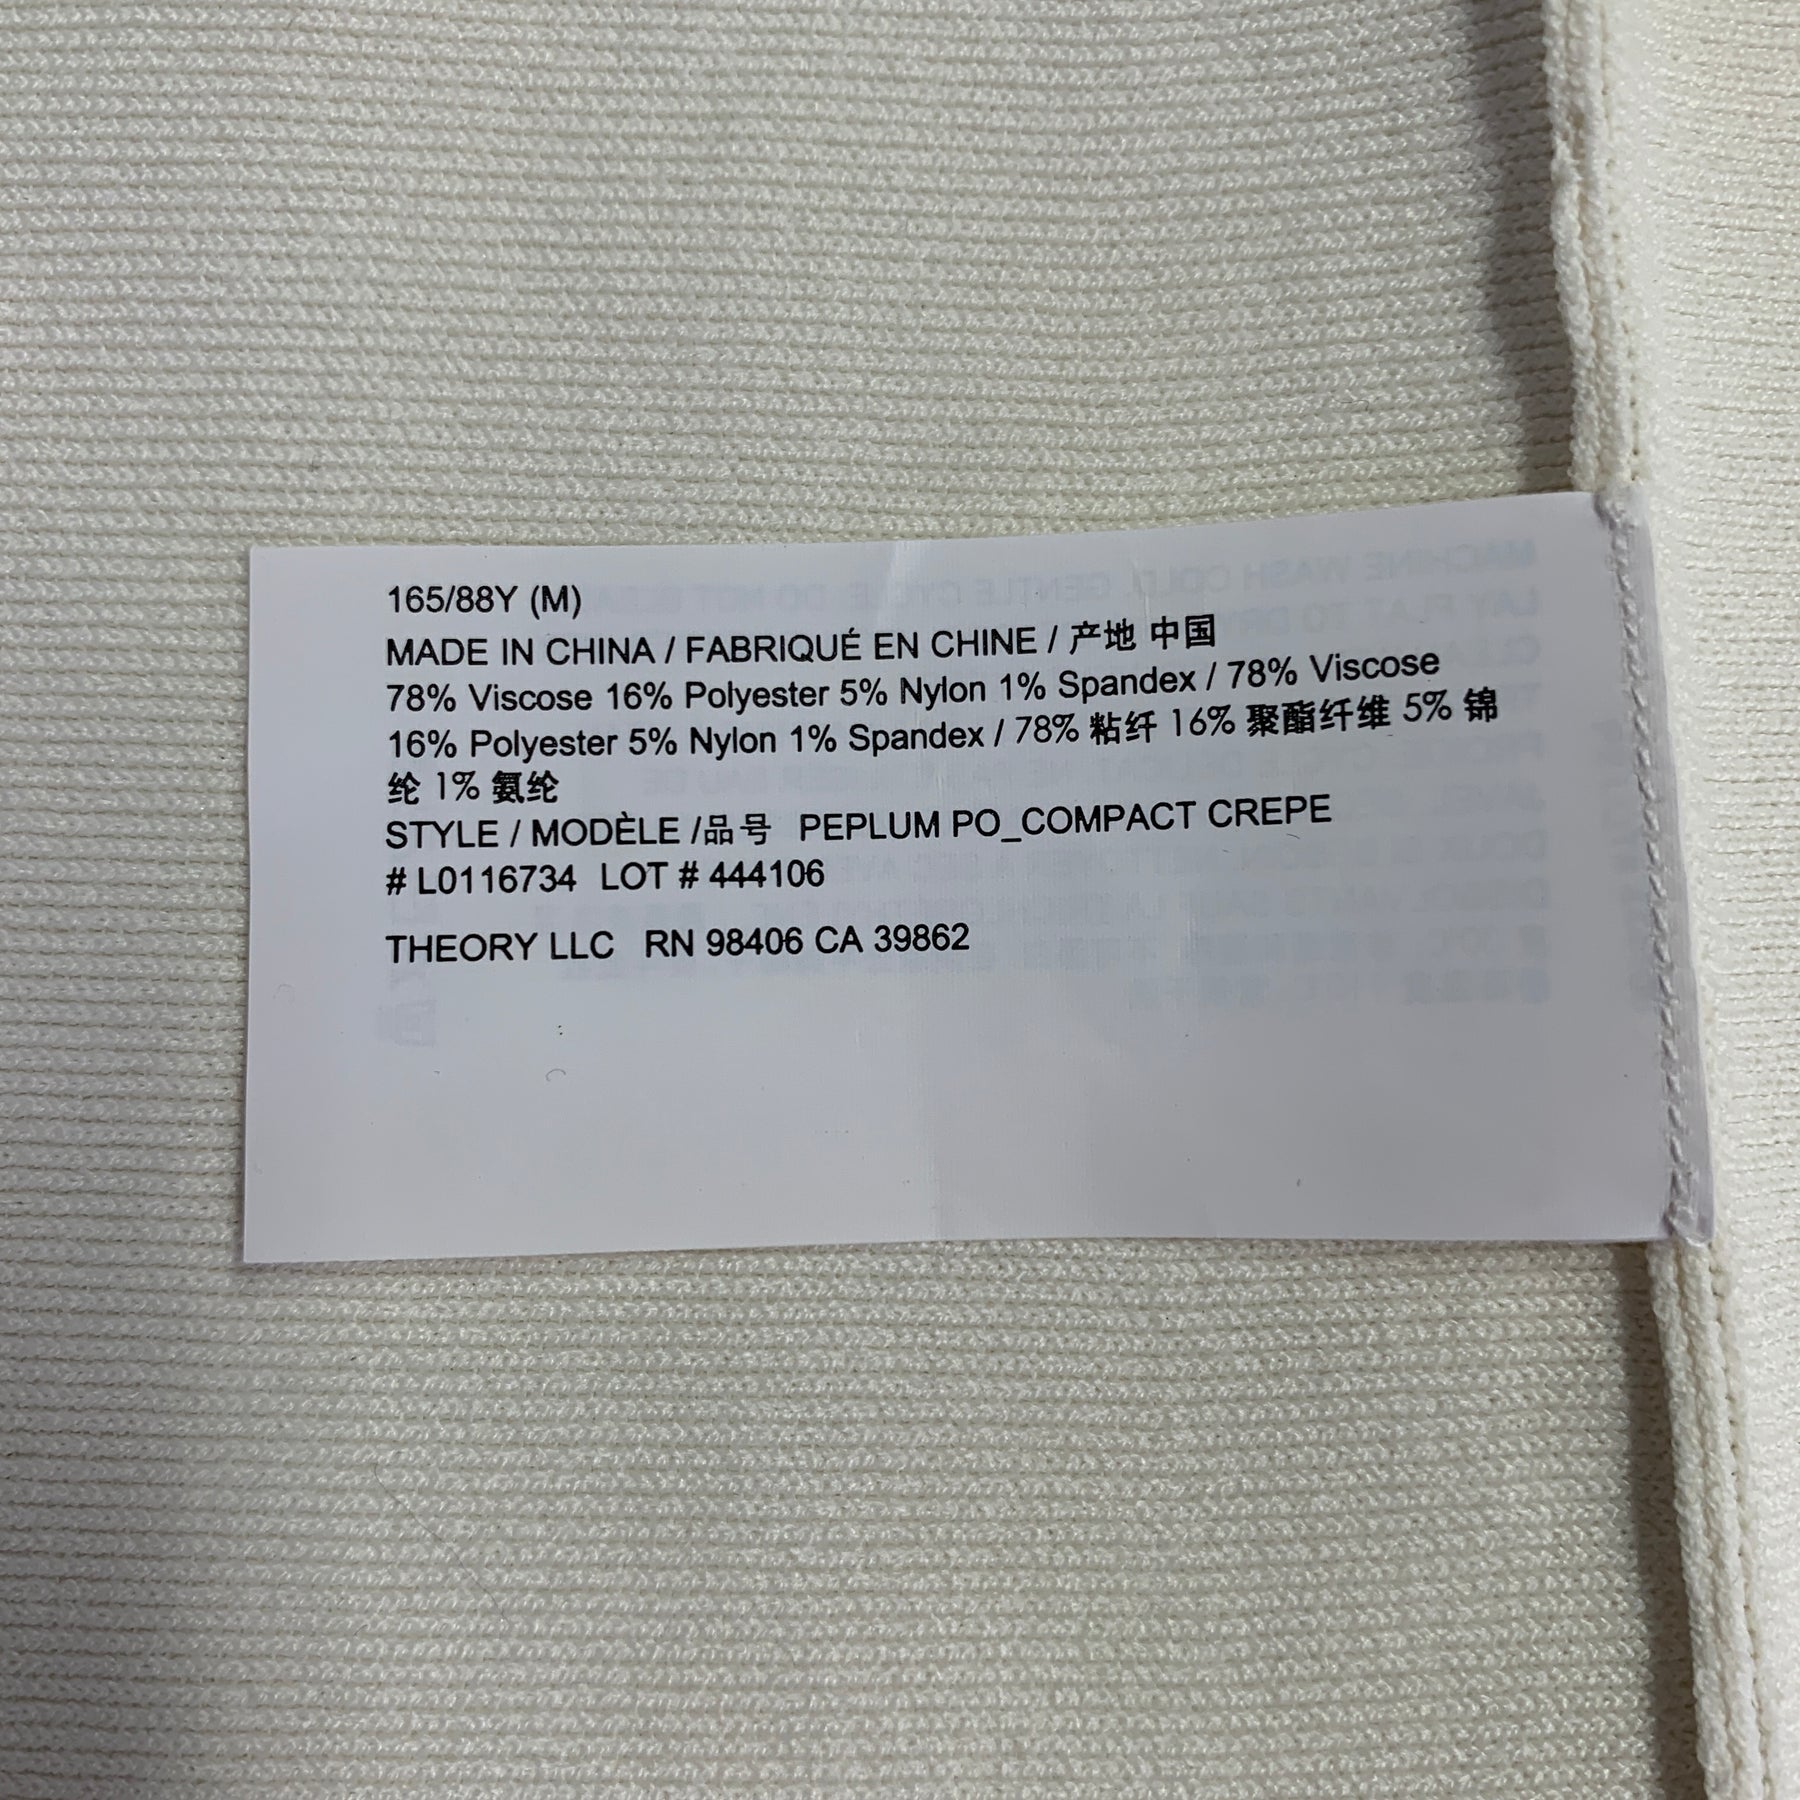 165/88Y (M)
MADE IN CHINA / FABRIQUÉ EN CHINE / 产地 中国
78% Viscose 16% Polyester 5% Nylon 1% Spandex / 78% Viscose
16% Polyester 5% Nylon 1% Spandex / 78% 粘纤 16% 聚酯纤维 5% 锦
纶 1% 氨纶
STYLE / MODÈLE /品号 PEPLUM PO_COMPACT CREPE
# L0116734 LOT # 444106
THEORY LLC RN 98406 CA 39862